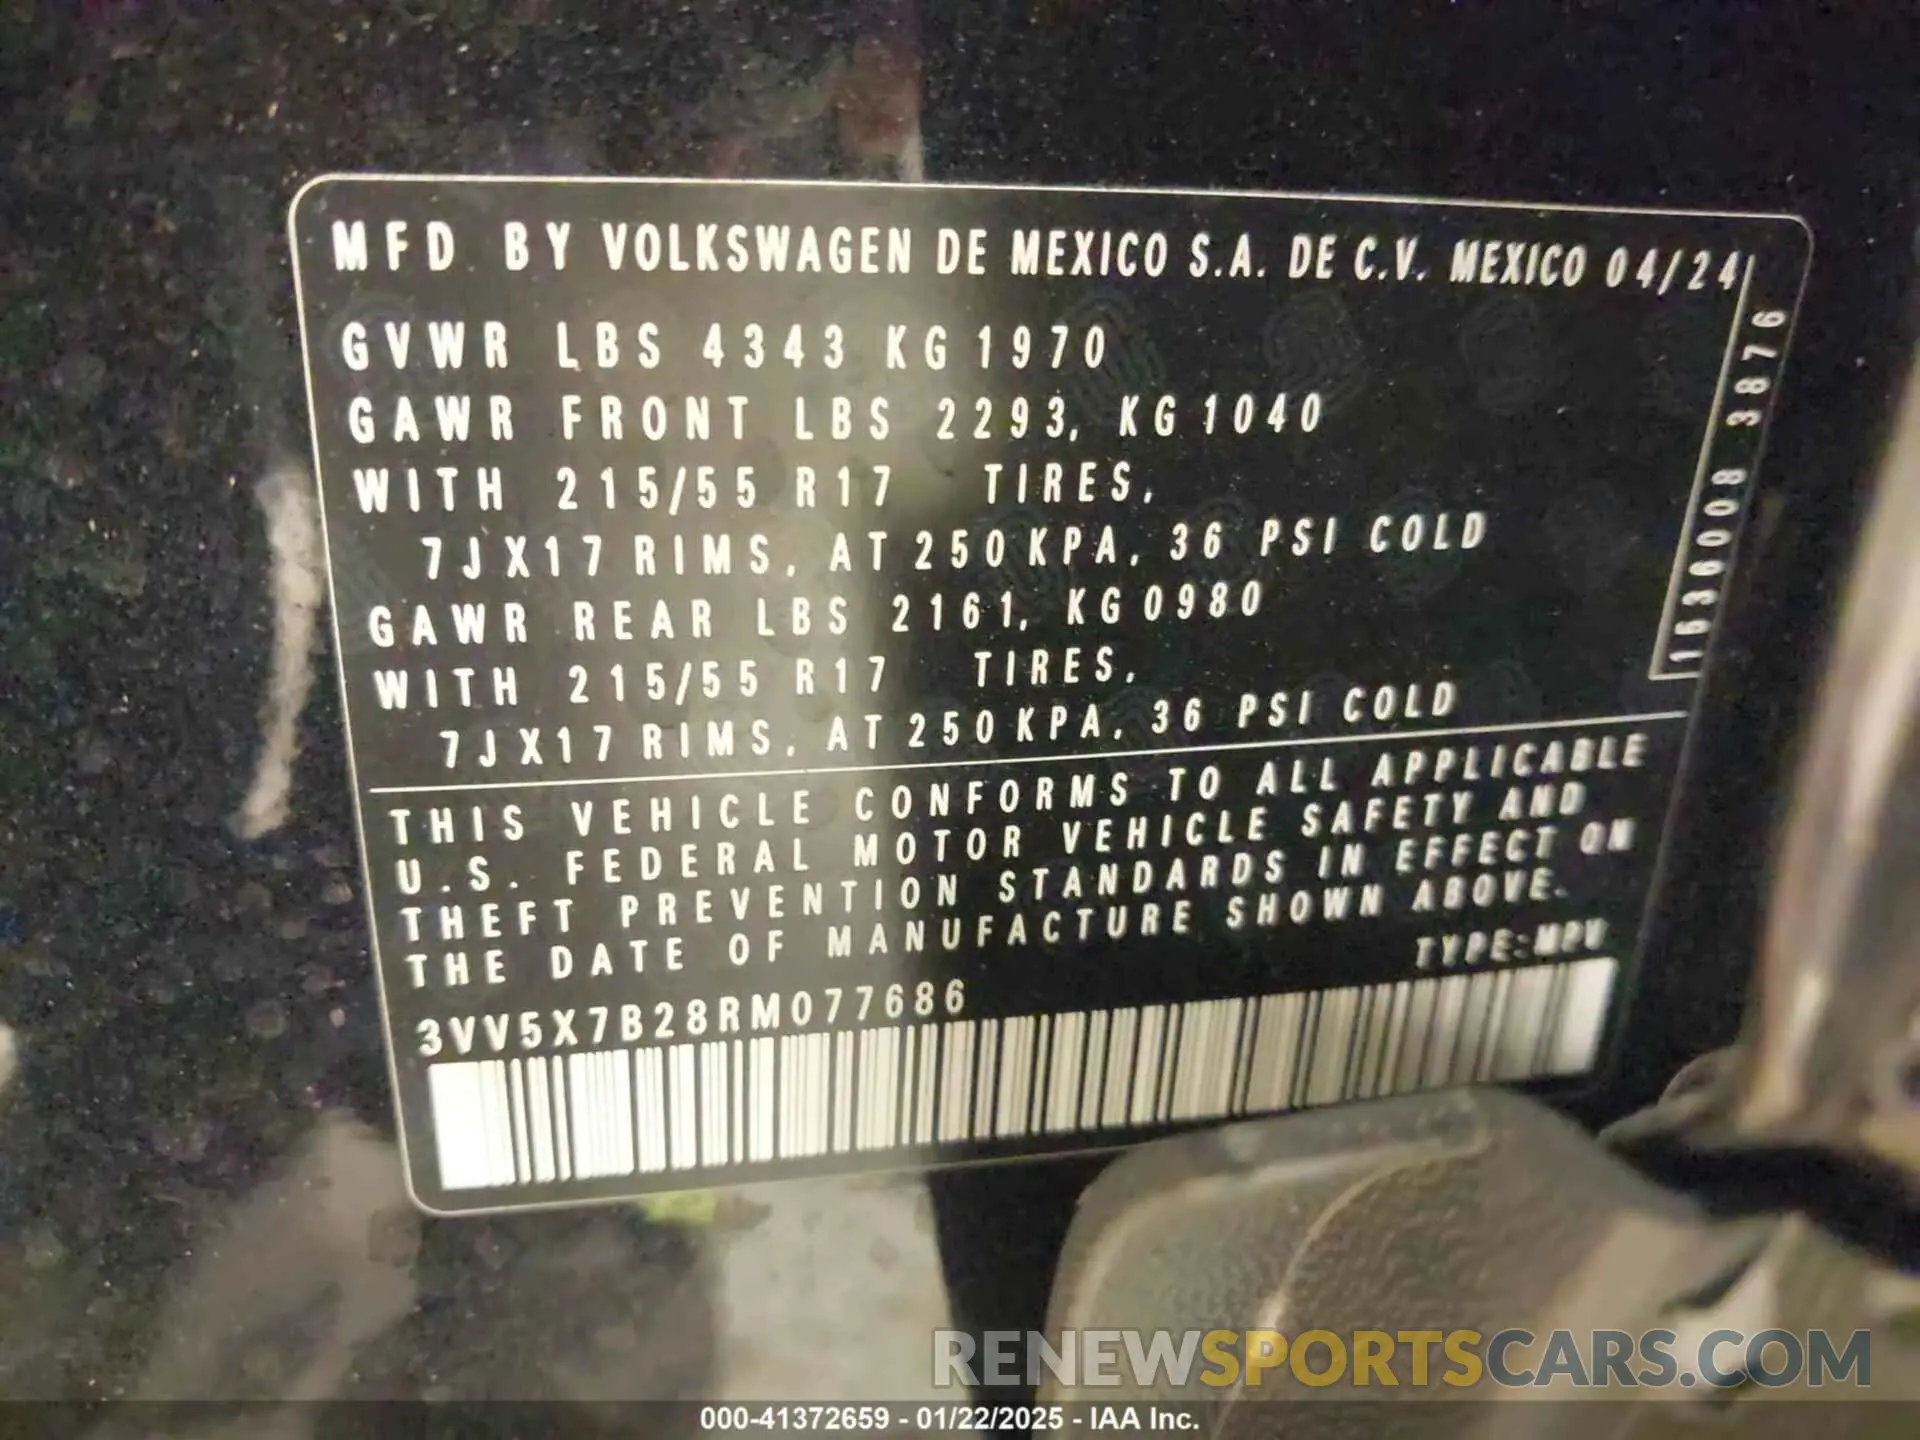 MFD BY VOLKSWAGEN DE MEXICO S.A. DE C.V. MEXICO 04/24
GVWR LBS 4343 KG 1970
GAWR FRONT LBS 2293, KG 1040
WITH 215/55 R17 TIRES,
7JX17 RIMS, AT 250 KPA, 36 PSI COLD
GAWR REAR LBS 2161, KG 0980
WITH 215/55 R17 TIRES,
7JX17 RIMS, AT 250 KPA, 36 PSI COLD
1636008 3876
THIS VEHICLE CONFORMS TO ALL APPLICABLE
U.S. FEDERAL MOTOR VEHICLE SAFETY AND
THEFT PREVENTION STANDARDS IN EFFECT ON
THE DATE OF MANUFACTURE SHOWN ABOVE.
TYPE:MPV
3VV5X7B28RM077686
RENEWSPORTSCARS.COM
000-41372659 - 01/22/2025 - IAA Inc.